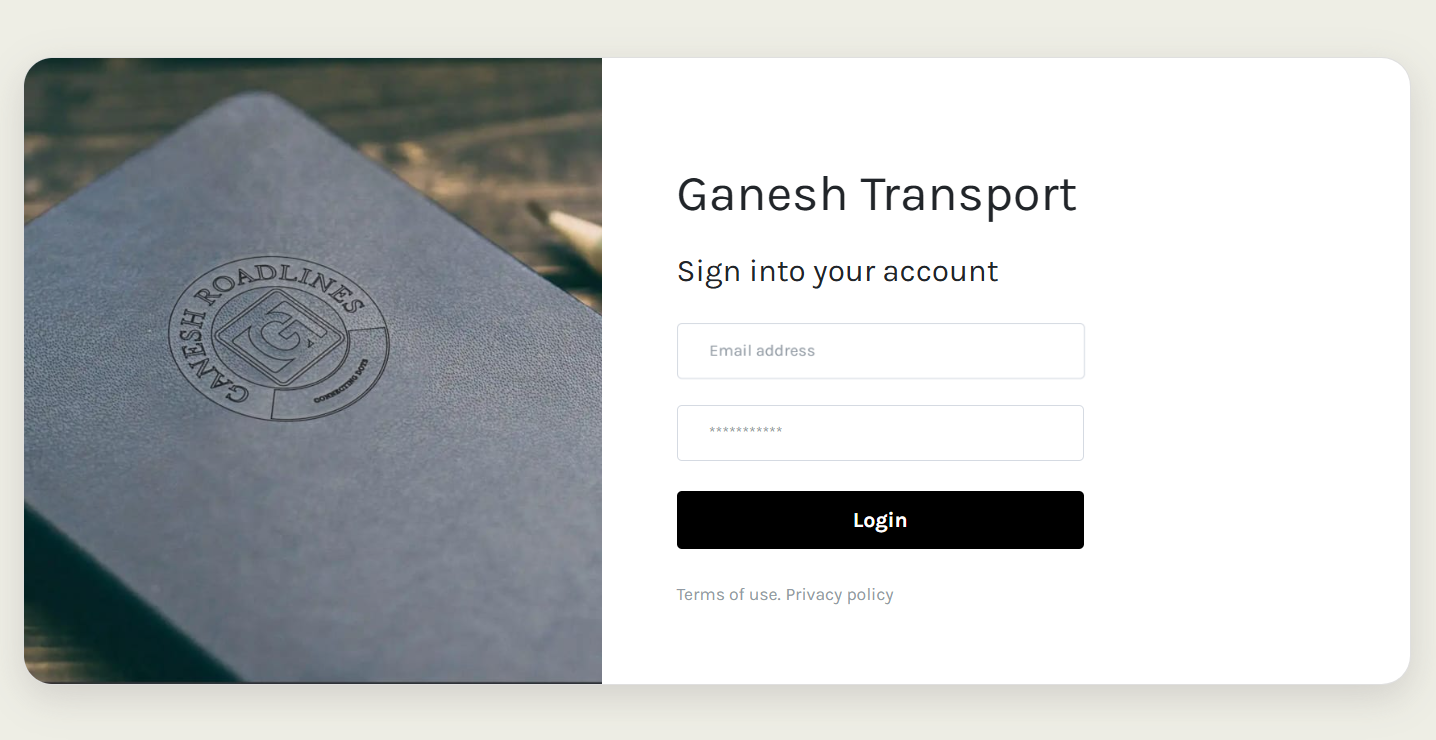 GANESH ROADLINES
G
CONNECTING DOTS
Ganesh Transport
Sign into your account
Email address
***********
Login
Terms of use. Privacy policy